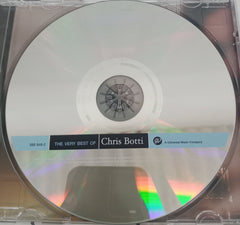 THE VERY BEST OF Chris Botti A Universal Music Company